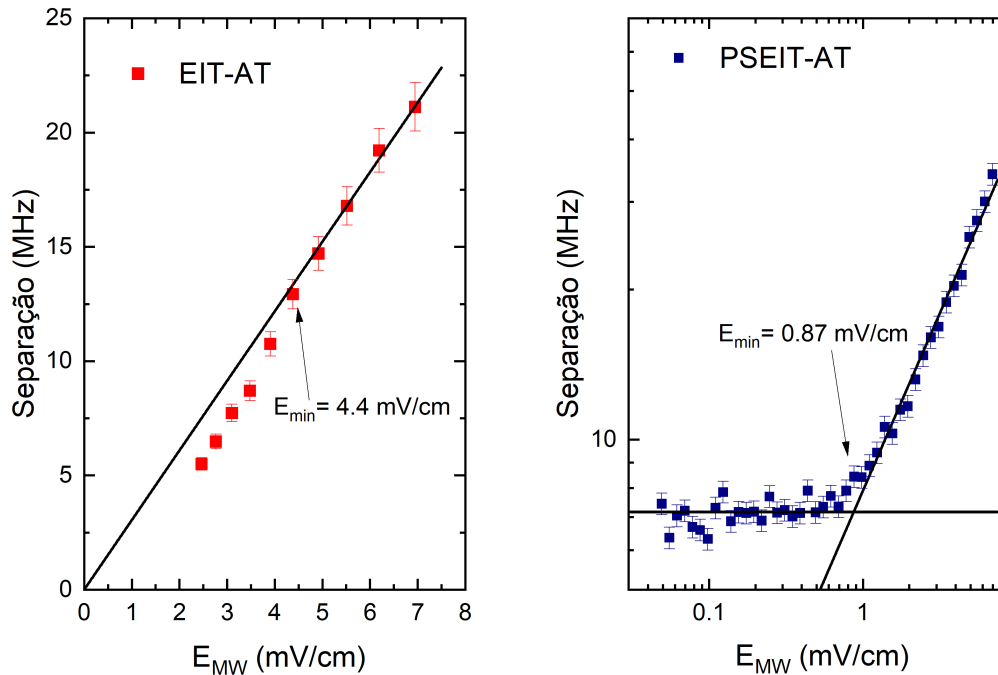 EIT-AT
25
20
15
10
5
0
Separação (MHz)
E_min= 4.4 mV/cm
0 1 2 3 4 5 6 7 8
E_MW (mV/cm)
PSEIT-AT
Separação (MHz)
10
E_min= 0.87 mV/cm
0.1 1
E_MW (mV/cm)